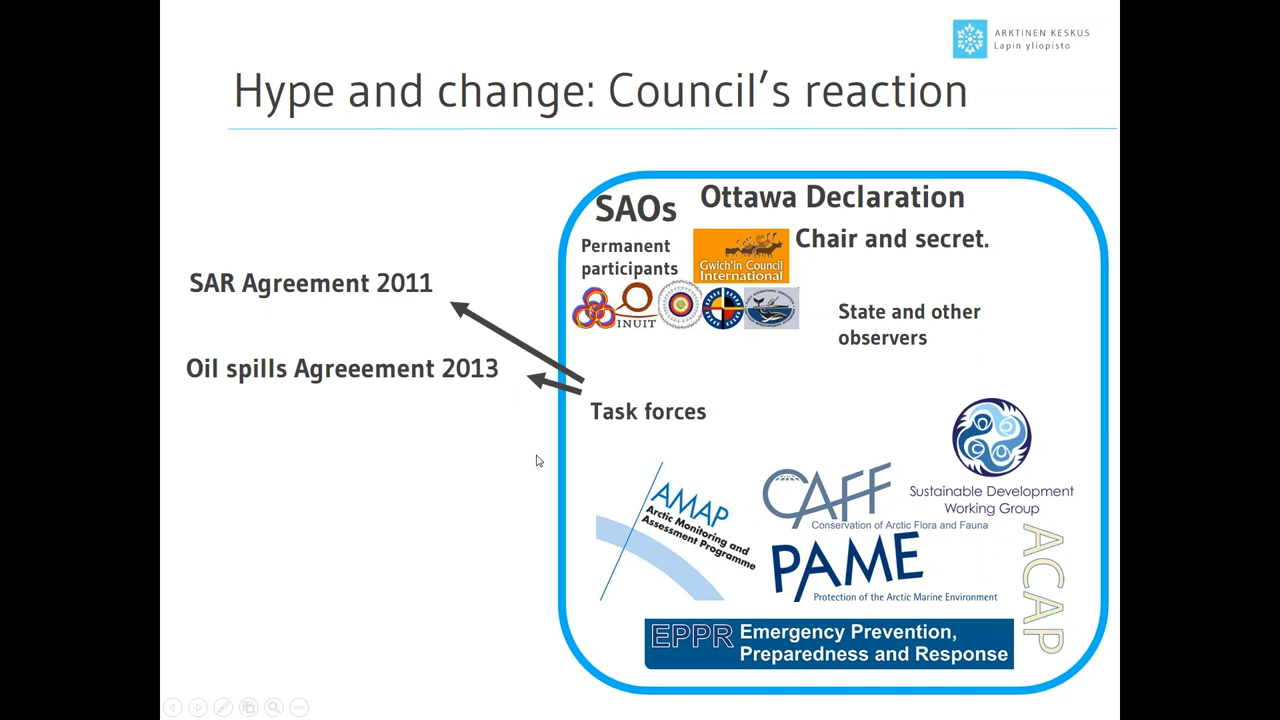 ARKTINEN KESKUS
Lapin yliopisto
Hype and change: Council's reaction
SAOs
Ottawa Declaration
Permanent
participants
Gwich'in Council
International
Chair and secret.
INUIT
State and other
observers
SAR Agreement 2011
Oil spills Agreeement 2013
Task forces
AMAP
Arctic Monitoring and
Assessment Programme
CAFF
Conservation of Arctic Flora and Fauna
Sustainable Development
Working Group
PAME
Protection of the Arctic Marine Environment
ACAP
EPPR Emergency Prevention,
Preparedness and Response